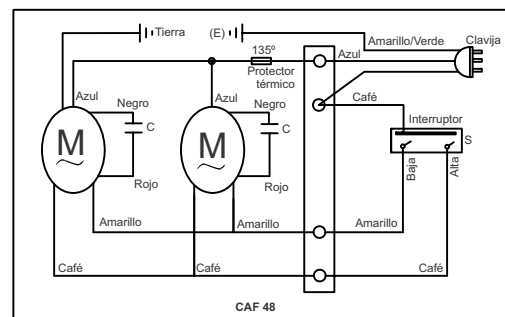 Tierra
(E)
Amarillo/Verde
Clavija
135º
Azul
Protector
térmico
Azul
Negro
C
Azul
Negro
C
Café
Interruptor
S
M
M
Baja
Alta
Rojo
Rojo
Amarillo
Amarillo
Café
Café
Café
CAF 48